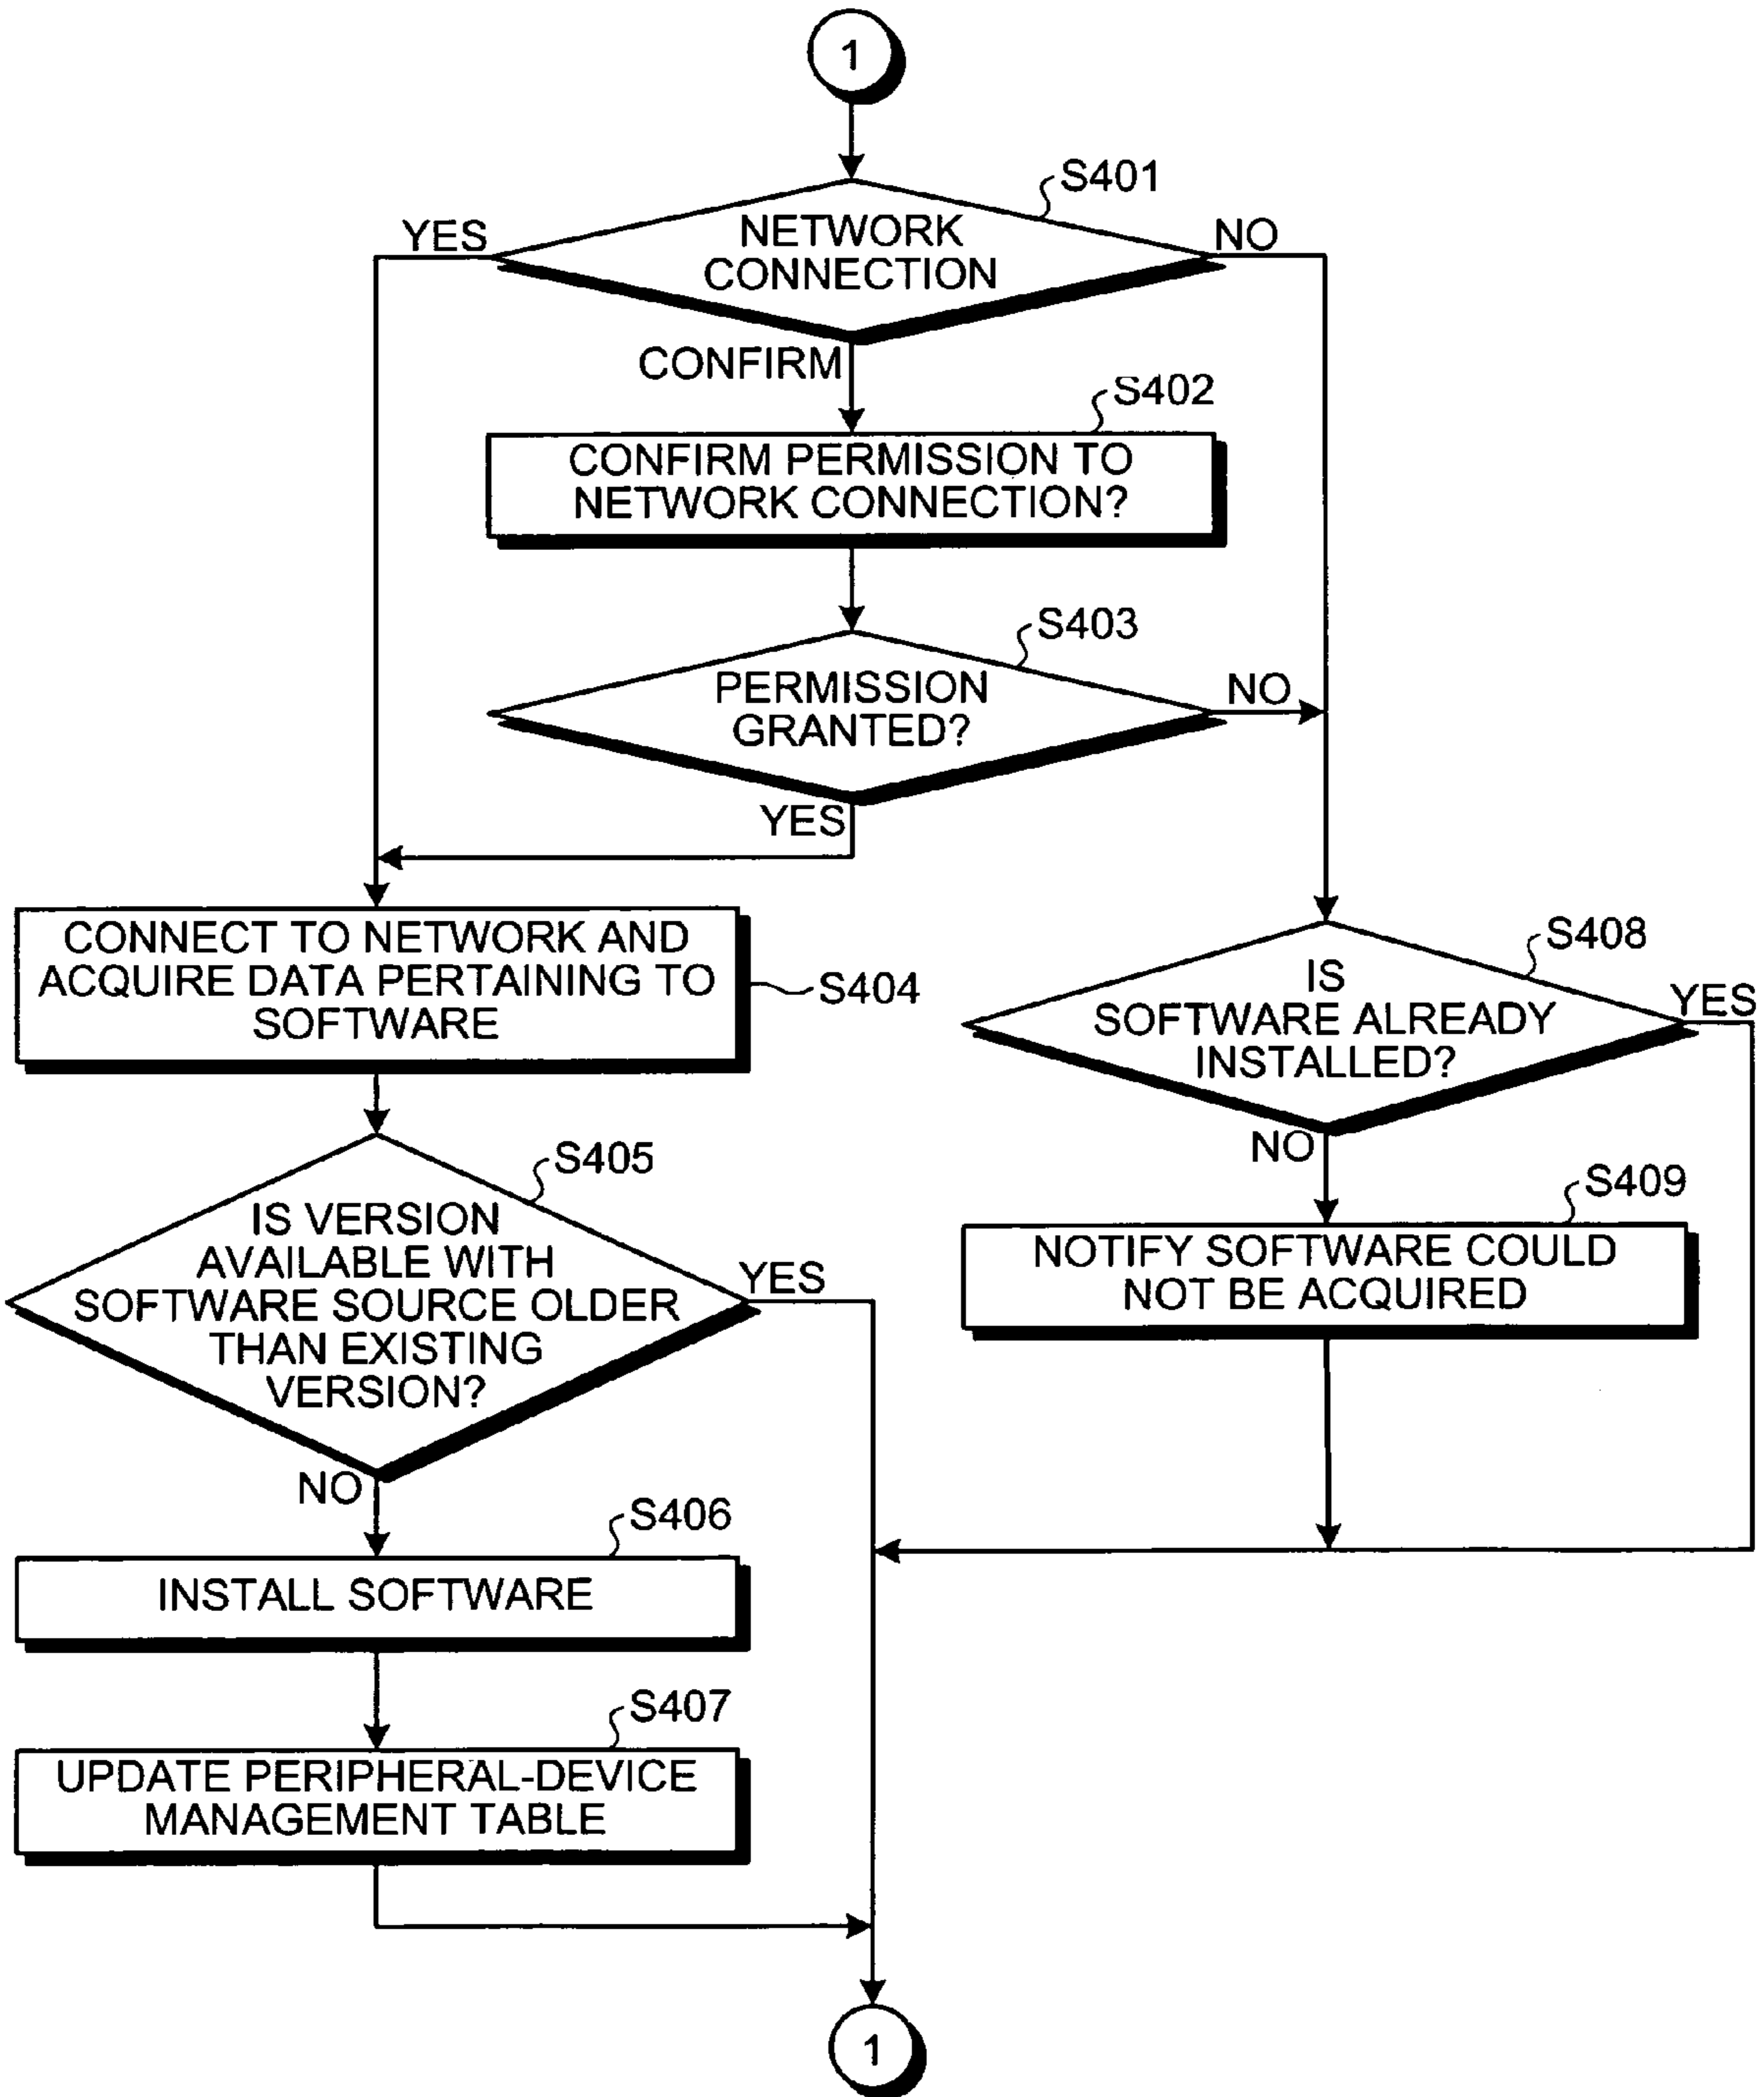 1
S401
YES
NETWORK
CONNECTION
NO
CONFIRM
S402
CONFIRM PERMISSION TO
NETWORK CONNECTION?
S403
PERMISSION
GRANTED?
NO
YES
CONNECT TO NETWORK AND
ACQUIRE DATA PERTAINING TO
SOFTWARE
S404
S408
IS
SOFTWARE ALREADY
INSTALLED?
YES
NO
S405
IS VERSION
AVAILABLE WITH
SOFTWARE SOURCE OLDER
THAN EXISTING
VERSION?
YES
NO
S409
NOTIFY SOFTWARE COULD
NOT BE ACQUIRED
S406
INSTALL SOFTWARE
S407
UPDATE PERIPHERAL-DEVICE
MANAGEMENT TABLE
1